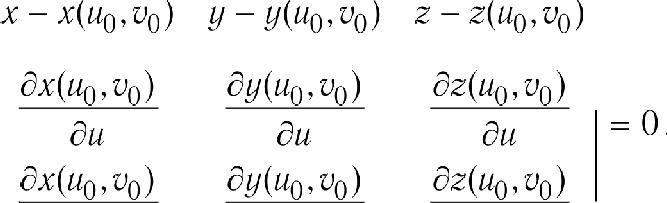 x − x(u₀, v₀) y − y(u₀, v₀) z − z(u₀, v₀)
∂x(u₀, v₀) ∂y(u₀, v₀) ∂z(u₀, v₀)
∂u ∂u ∂u
= 0 .
∂x(u₀, v₀) ∂y(u₀, v₀) ∂z(u₀, v₀)